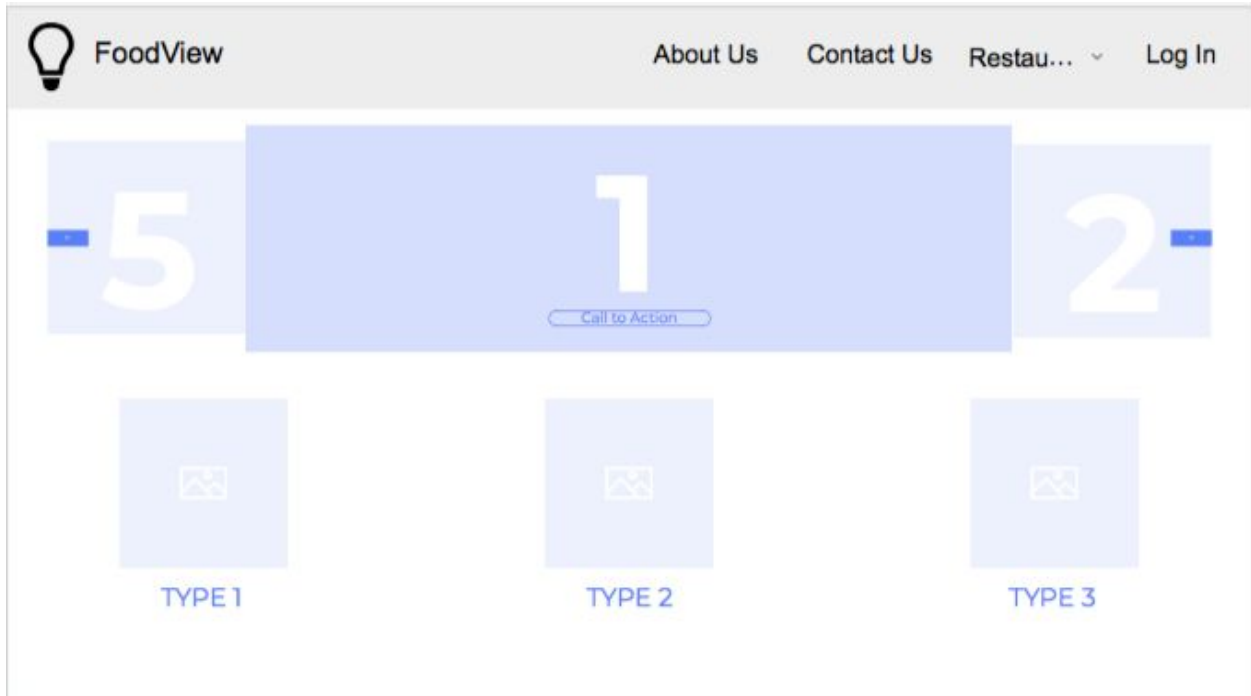 FoodView About Us Contact Us Restau... Log In
5 1 2
Call to Action
TYPE 1 TYPE 2 TYPE 3